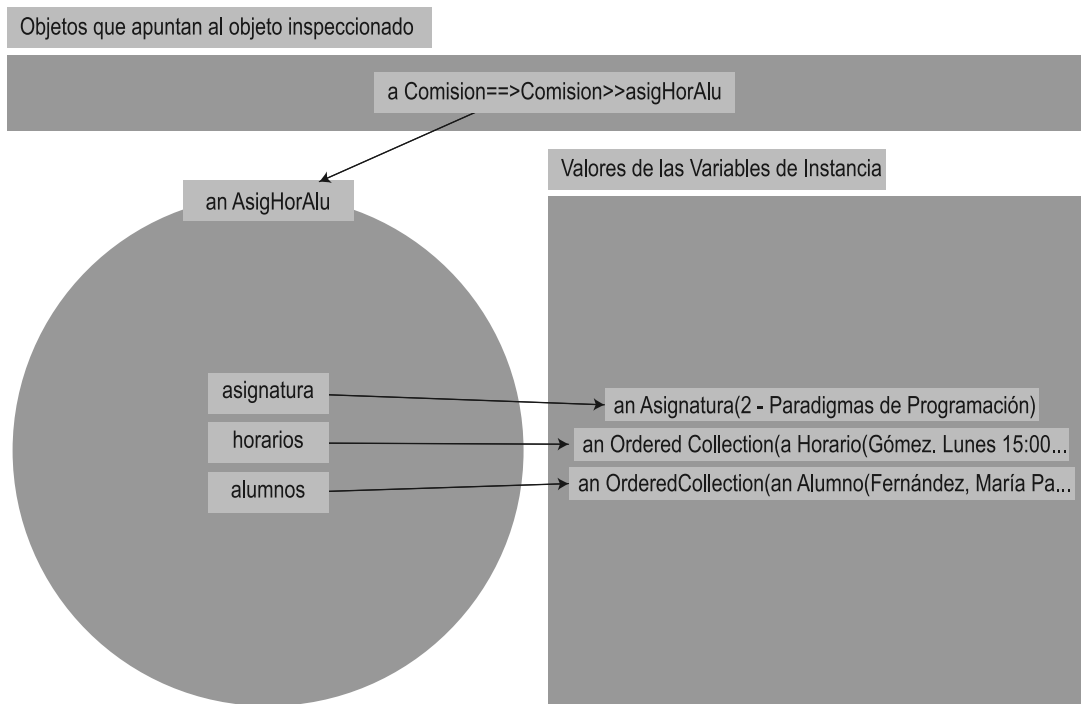 Objetos que apuntan al objeto inspeccionado
a Comision==>Comision>>asigHorAlu
Valores de las Variables de Instancia
an AsigHorAlu
asignatura
an Asignatura(2 - Paradigmas de Programación)
horarios
an Ordered Collection(a Horario(Gómez. Lunes 15:00...
alumnos
an OrderedCollection(an Alumno(Fernández, María Pa...